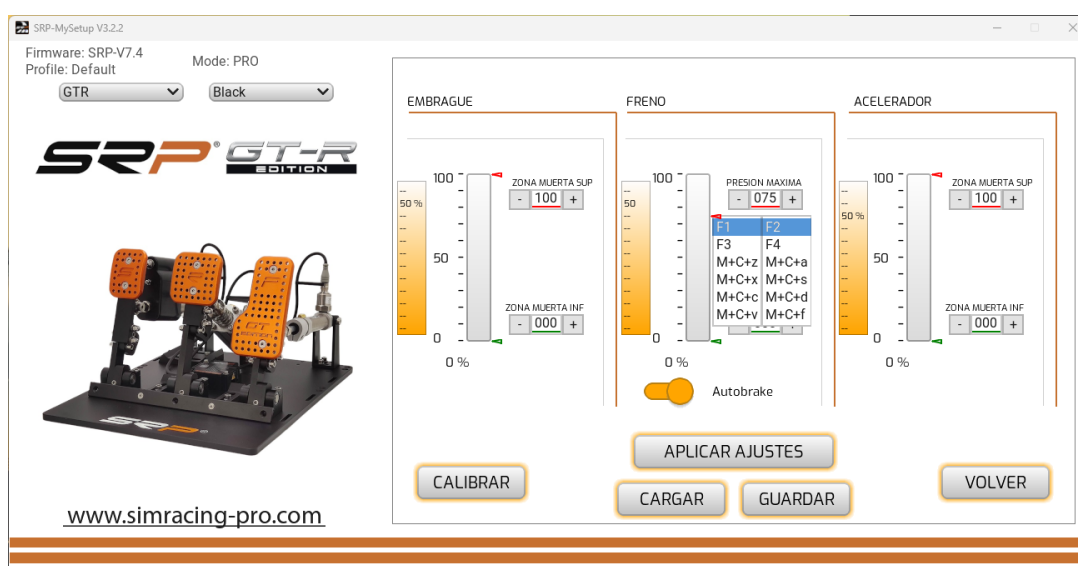 SRP-MySetup V3.2.2
Firmware: SRP-V7.4
Profile: Default
Mode: PRO
GTR
Black
SRP®
GT-R
EDITION
www.simracing-pro.com
EMBRAGUE
100
50
0
50 %
ZONA MUERTA SUP
- 100 +
ZONA MUERTA INF
- 000 +
0 %
FRENO
100
50
0
PRESION MAXIMA
- 075 +
F1 F2
F3 F4
M+C+z M+C+a
M+C+x M+C+s
M+C+c M+C+d
M+C+v M+C+f
0 %
Autobrake
ACELERADOR
100
50
0
50 %
ZONA MUERTA SUP
- 100 +
ZONA MUERTA INF
- 000 +
0 %
APLICAR AJUSTES
CALIBRAR
CARGAR
GUARDAR
VOLVER